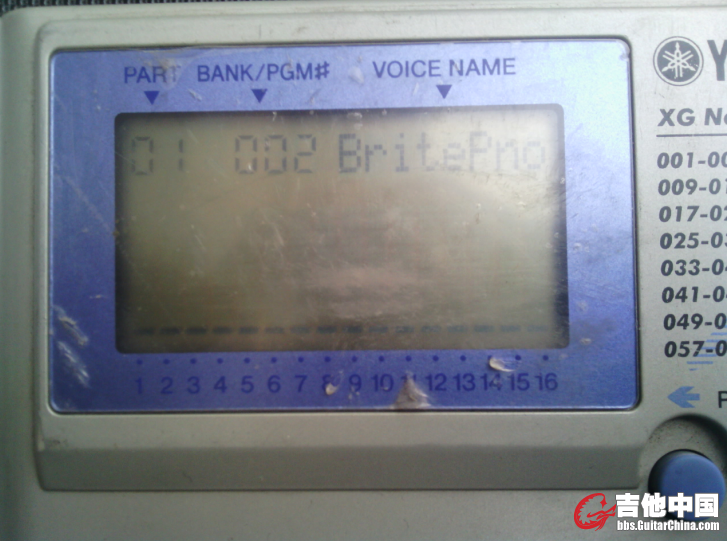 PART BANK/PGM# VOICE NAME
01 002 BritePno
1 2 3 4 5 6 7 8 9 10 11 12 13 14 15 16
XG
001-00
009-01
017-02
025-03
033-04
041-04
049-0
057-0
吉他中国
bbs.GuitarChina.com